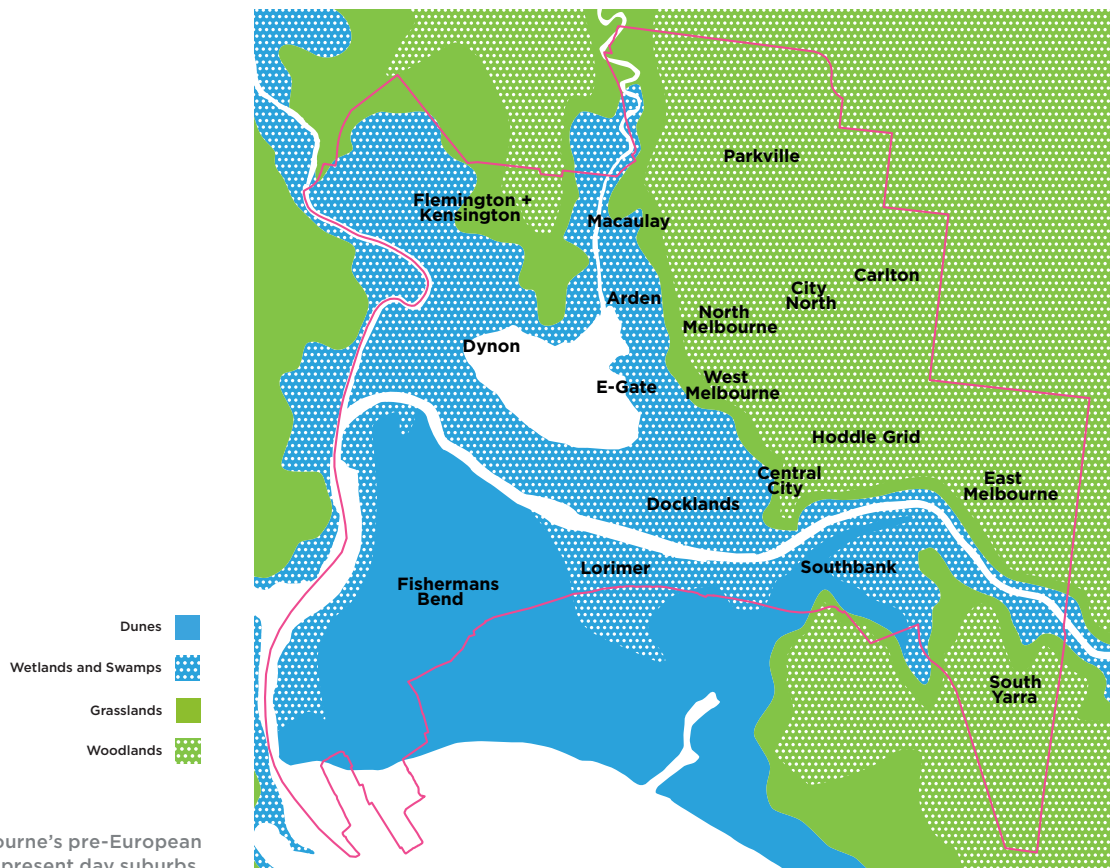 Parkville
Flemington +
Kensington
Macaulay
Carlton
City
North
Arden
North
Melbourne
Dynon
E-Gate
West
Melbourne
Hoddle Grid
Central
City
East
Melbourne
Docklands
Lorimer
Southbank
Fishermans
Bend
South
Yarra
Dunes
Wetlands and Swamps
Grasslands
Woodlands
ourne's pre-European
present day suburbs